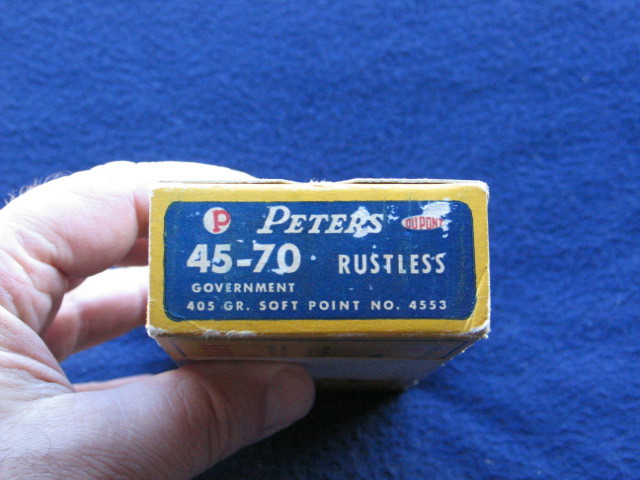 P PETERS DU PONT
45-70 RUSTLESS
GOVERNMENT
405 GR. SOFT POINT NO. 4553